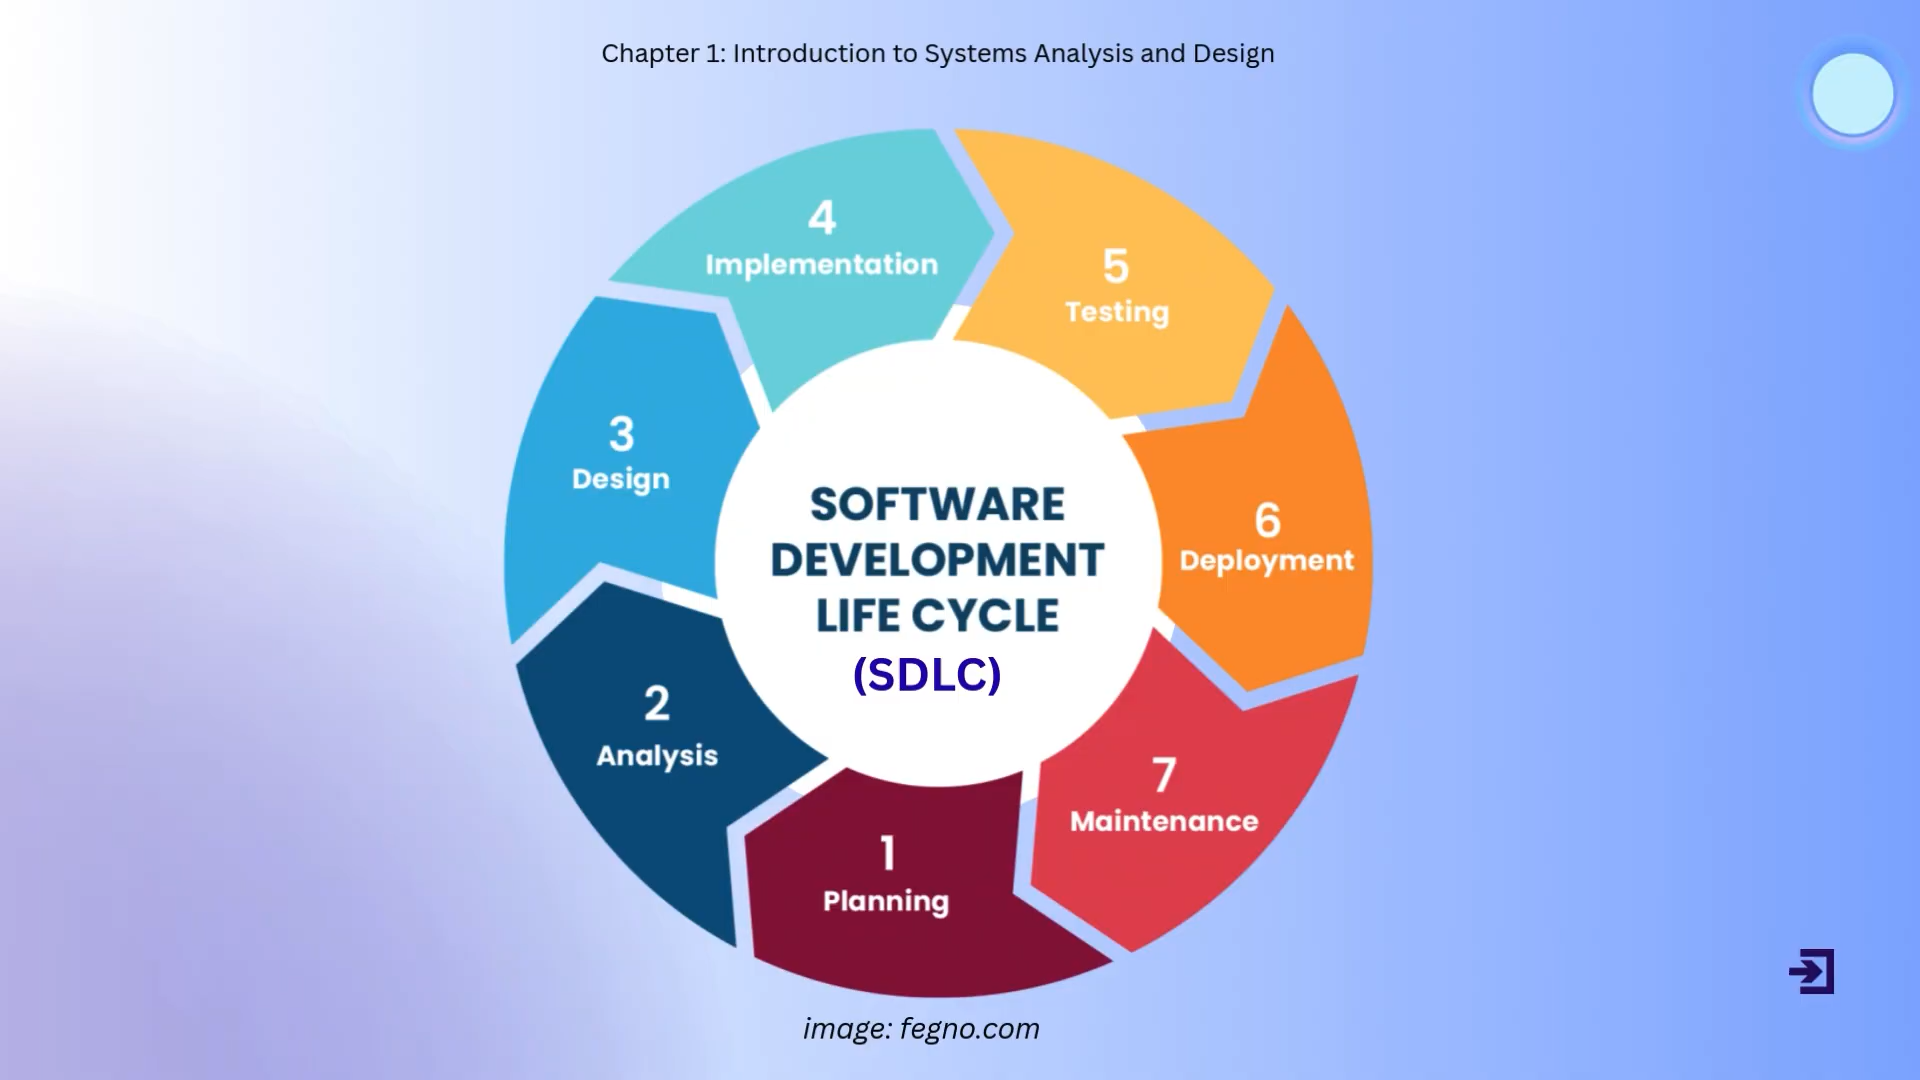 Chapter 1: Introduction to Systems Analysis and Design
4
Implementation
5
Testing
3
Design
6
Deployment
SOFTWARE
DEVELOPMENT
LIFE CYCLE
(SDLC)
2
Analysis
7
Maintenance
1
Planning
image: fegno.com